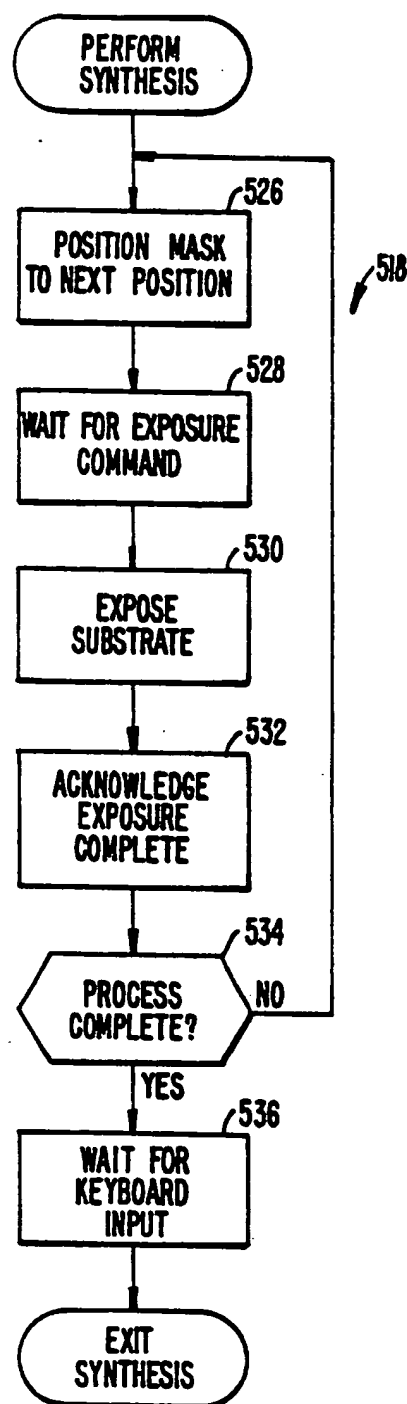 PERFORM
SYNTHESIS
526
POSITION MASK
TO NEXT POSITION
518
528
WAIT FOR EXPOSURE
COMMAND
530
EXPOSE
SUBSTRATE
532
ACKNOWLEDGE
EXPOSURE
COMPLETE
534
PROCESS
COMPLETE?
NO
YES
536
WAIT FOR
KEYBOARD
INPUT
EXIT
SYNTHESIS